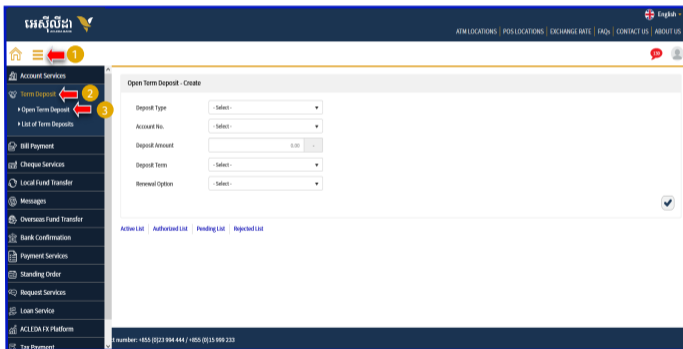 អេស៊ីលីដា
ACLEDA BANK
English
ATM LOCATIONS | POS LOCATIONS | EXCHANGE RATE | FAQs | CONTACT US | ABOUT US
1
Account Services
Term Deposit 2
Open Term Deposit 3
List of Term Deposits
Bill Payment
Cheque Services
Local Fund Transfer
Messages
Overseas Fund Transfer
Bank Confirmation
Payment Services
Standing Order
Request Services
Loan Service
ACLEDA FX Platform
Tax Payment
Open Term Deposit - Create
Deposit Type - Select -
Account No. - Select -
Deposit Amount 0.00 -
Deposit Term - Select -
Renewal Option - Select -
Active List | Authorized List | Pending List | Rejected List
t number: +855 (0)23 994 444 / +855 (0)15 999 233